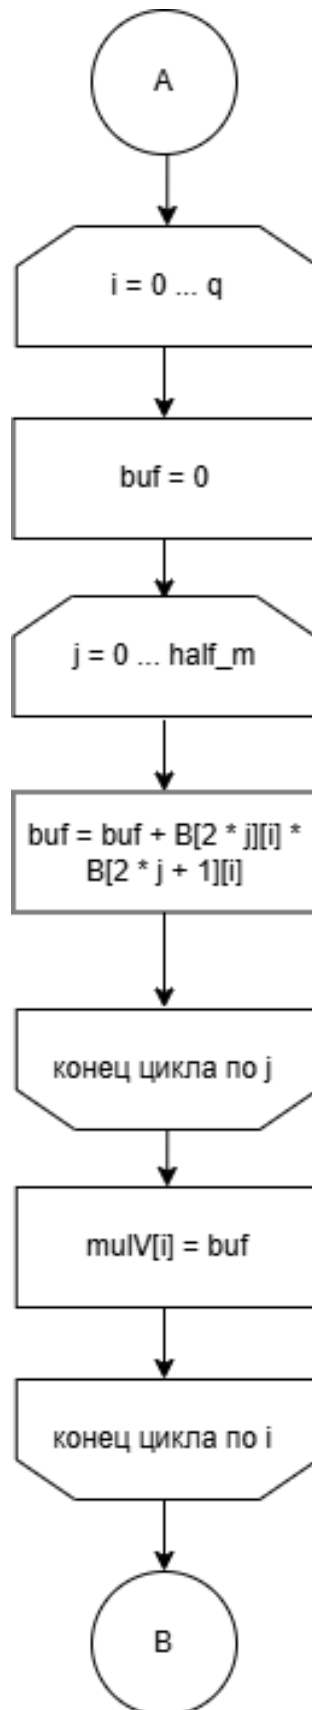 A
i = 0 ... q
buf = 0
j = 0 ... half_m
buf = buf + B[2 * j][i] *
B[2 * j + 1][i]
конец цикла по j
mulV[i] = buf
конец цикла по i
B